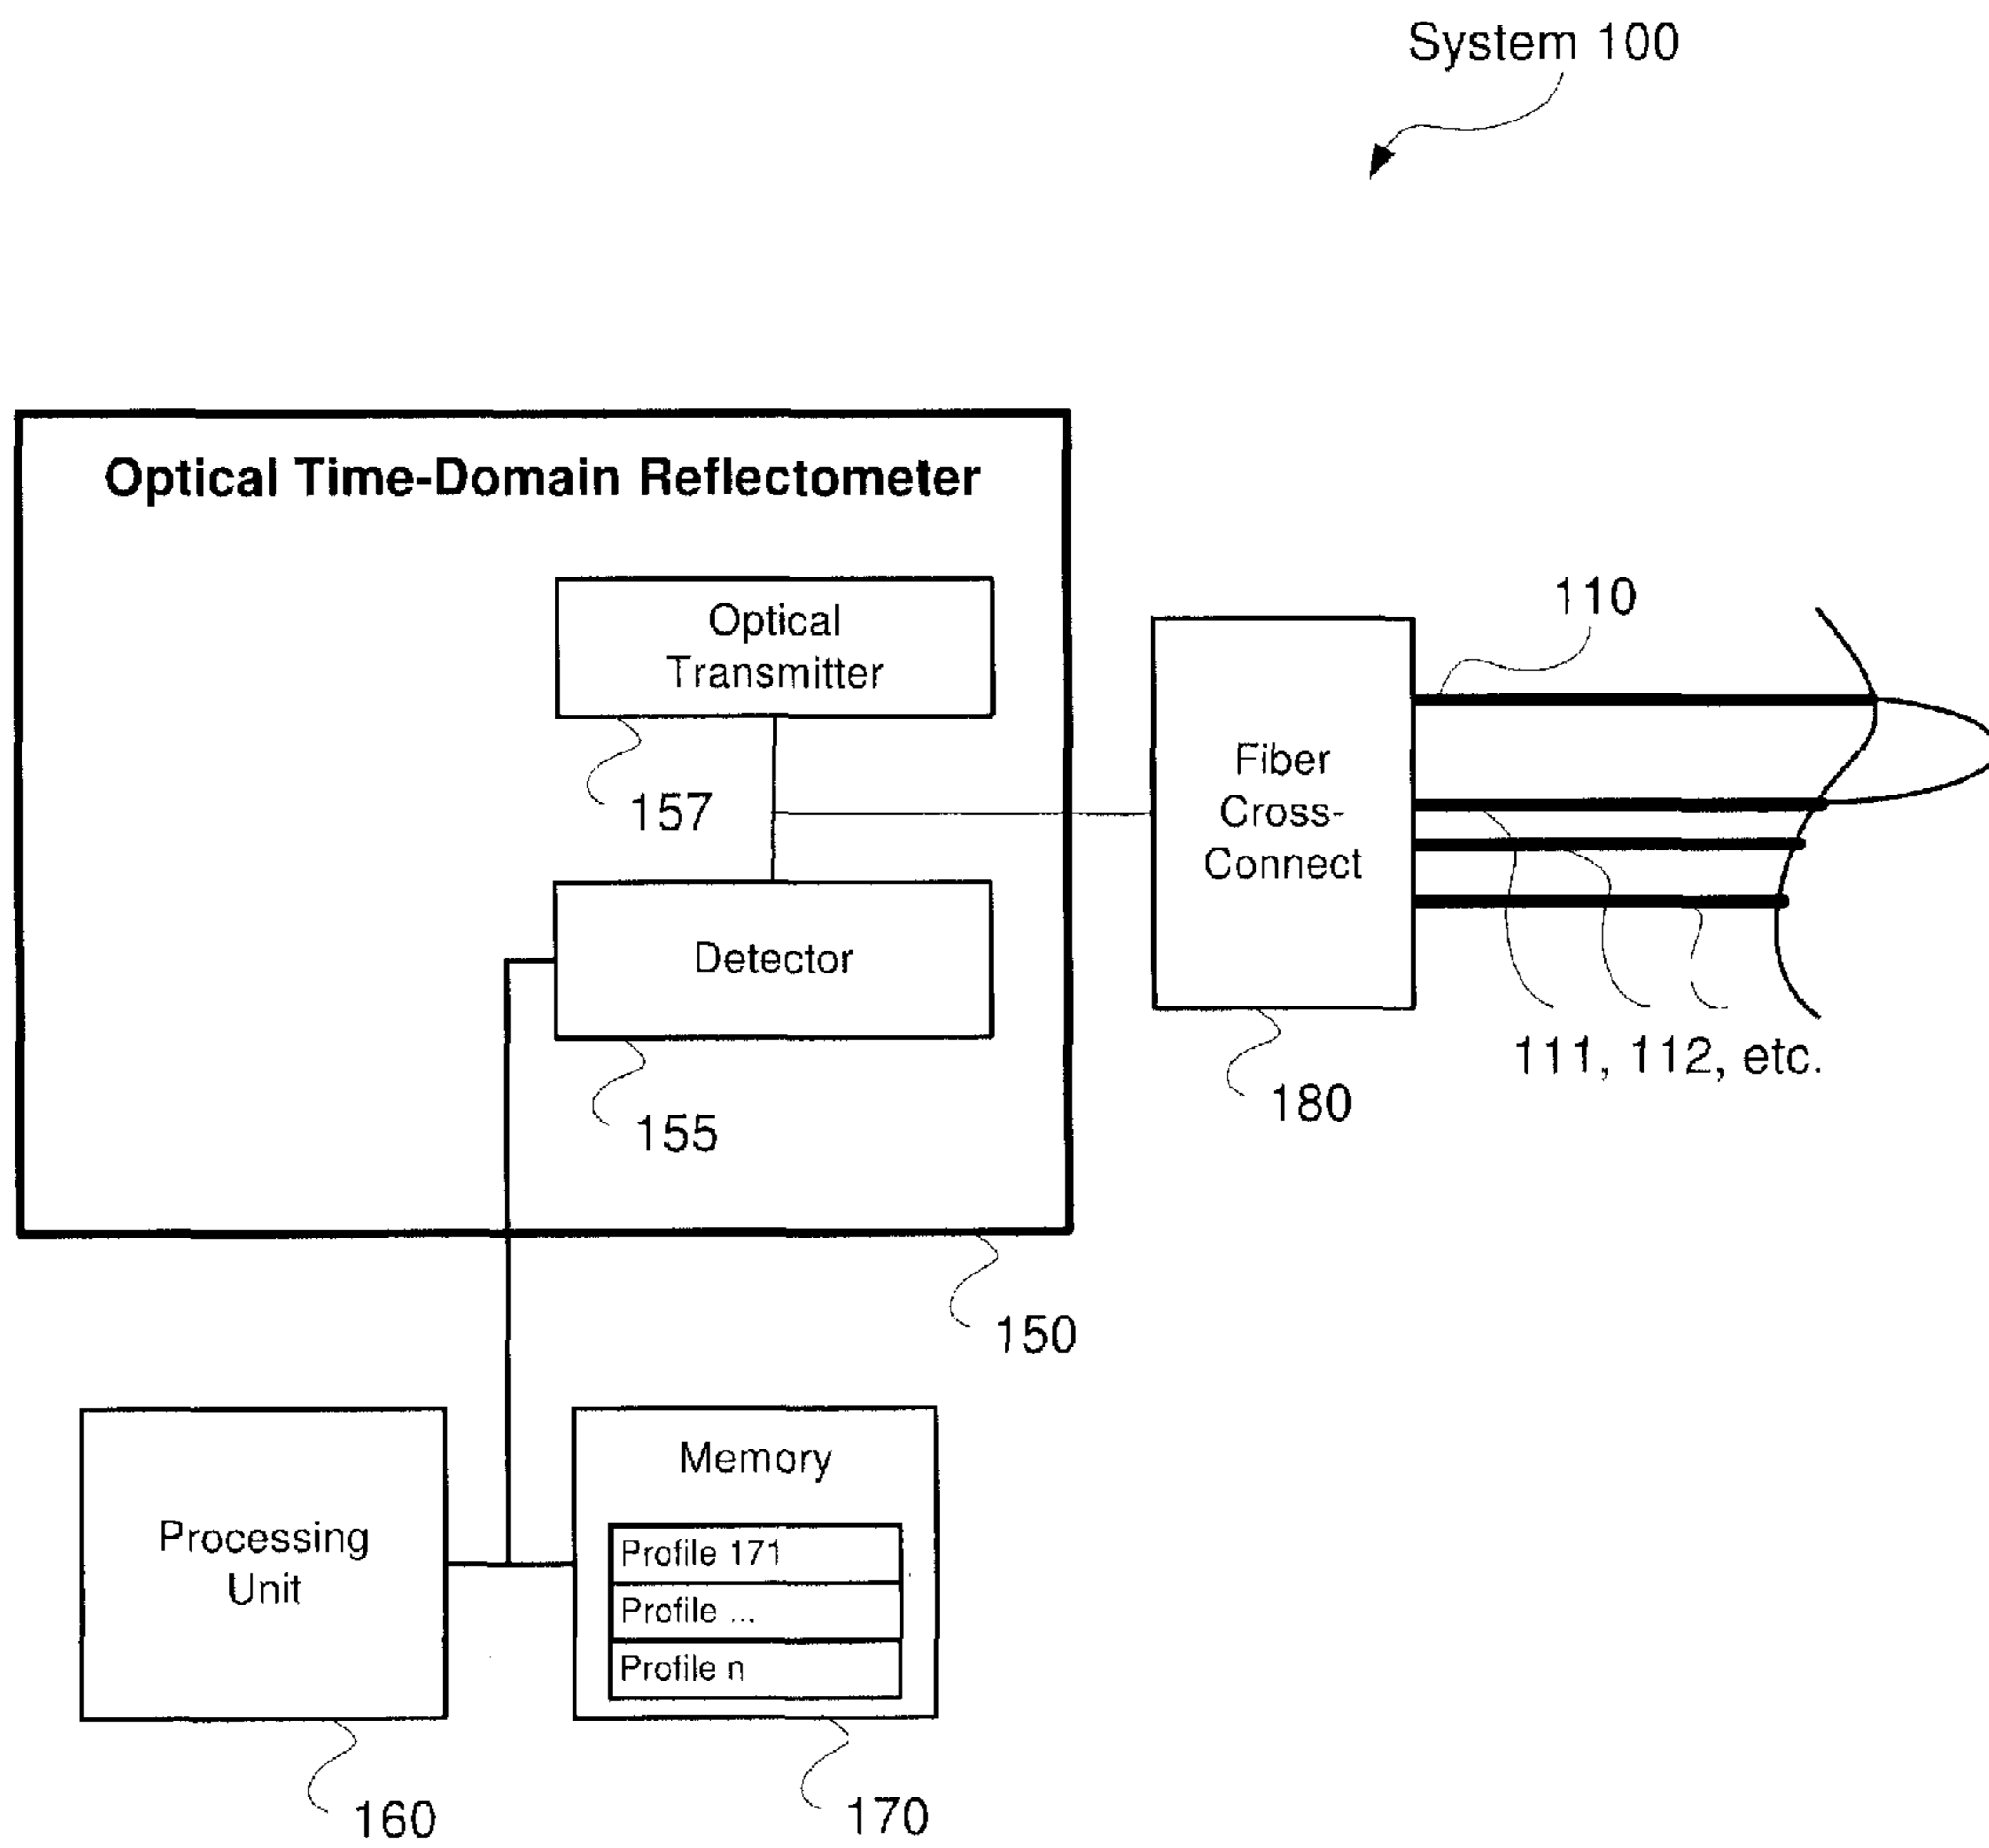 System 100
Optical Time-Domain Reflectometer
Optical
Transmitter
157
110
Fiber
Cross-
Connect
Detector
155
180
111, 112, etc.
150
Processing
Unit
160
Memory
Profile 171
Profile ...
Profile n
170